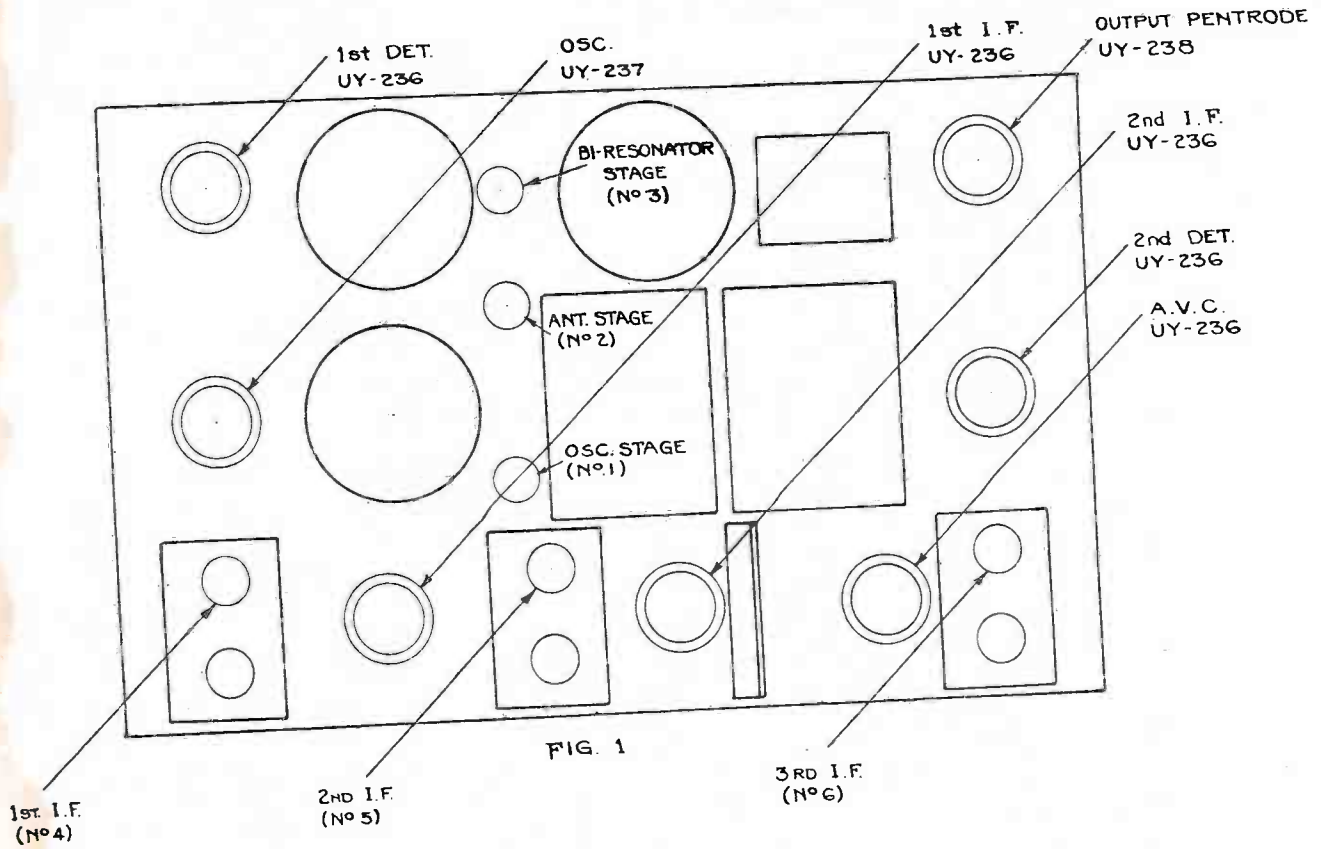 1st DET.
UY-236
OSC.
UY-237
1st I.F.
UY-236
OUTPUT PENTRODE
UY-238
2nd I.F.
UY-236
BI-RESONATOR
STAGE
(Nº 3)
2nd DET.
UY-236
A.V.C.
UY-236
ANT. STAGE
(Nº 2)
OSC. STAGE
(Nº.1)
FIG. 1
1ST. I.F.
(Nº 4)
2ND I.F.
(Nº 5)
3RD I.F.
(Nº 6)